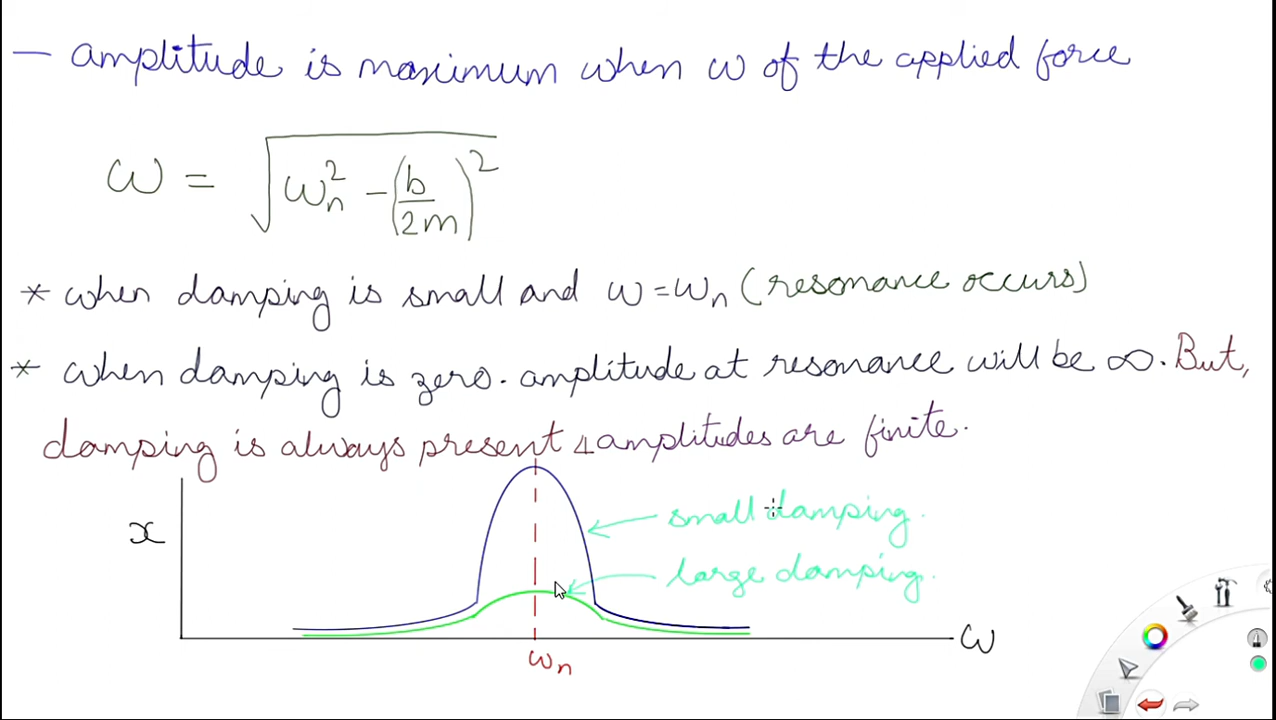 — amplitude is maximum when ω of the applied force
ω = √(ωn² − (b/2m)²)
* when damping is small and ω = ωn (resonance occurs)
* when damping is zero. amplitude at resonance will be ∞. But,
damping is always present & amplitudes are finite.
x
small damping.
large damping.
ω
ωn